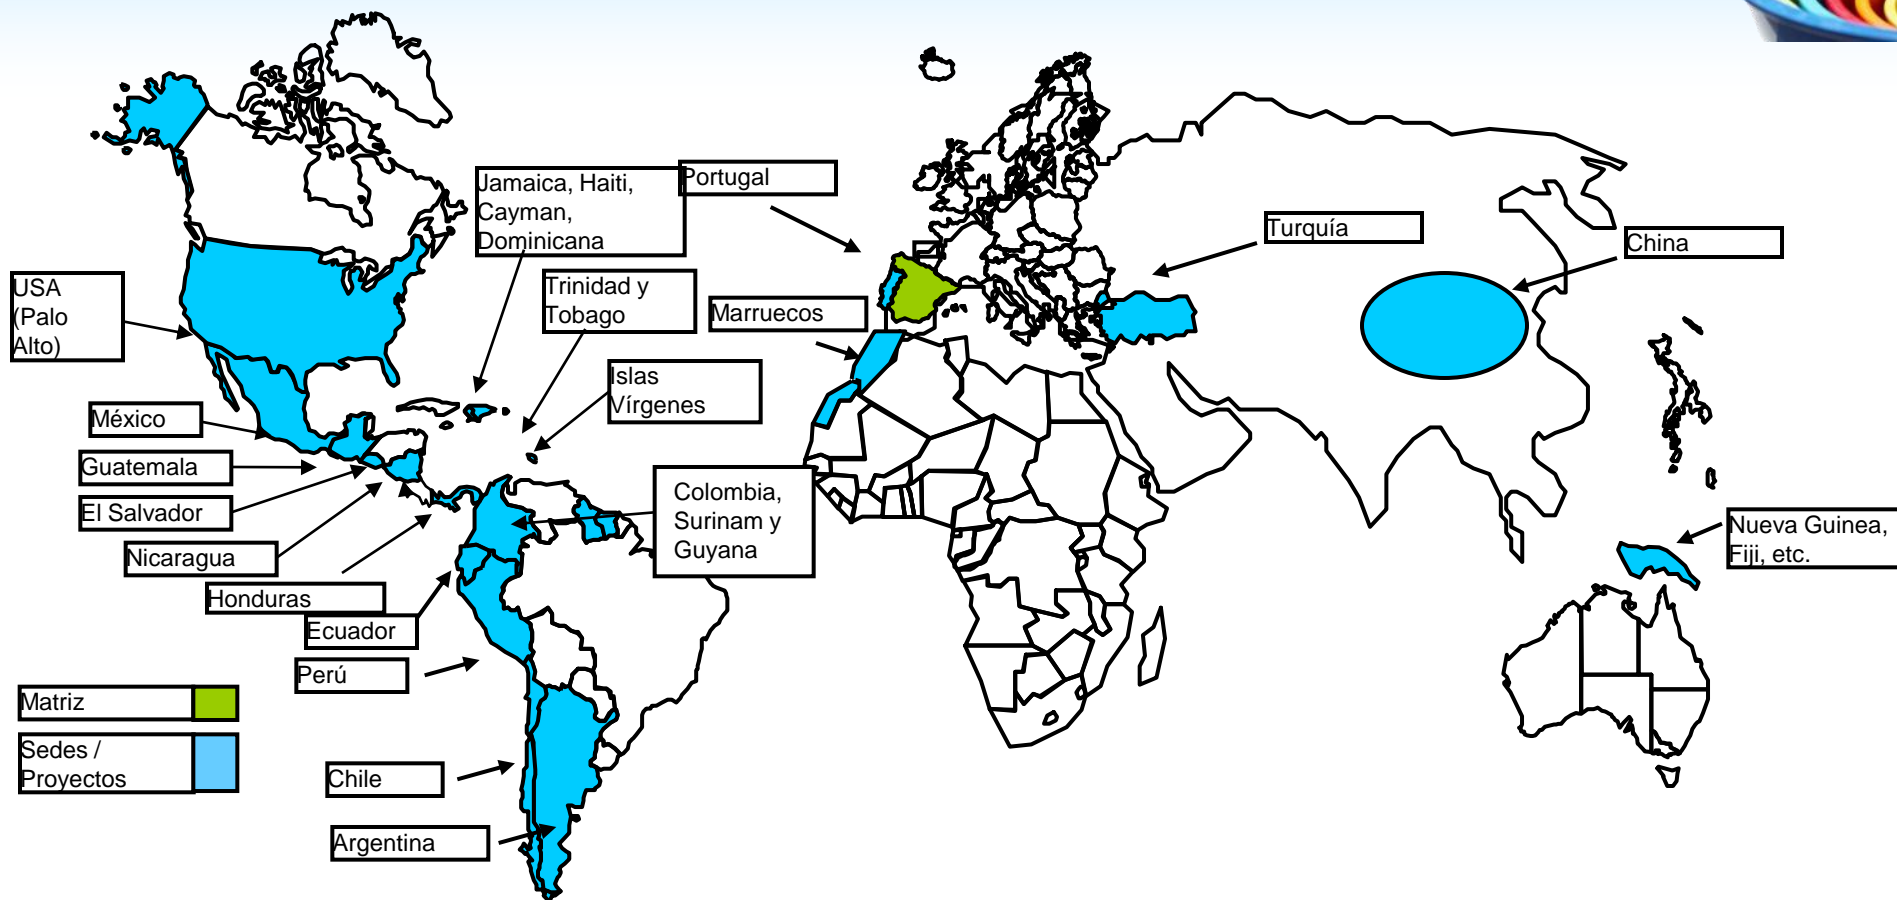 Jamaica, Haiti,
Cayman,
Dominicana
Portugal
Turquía
China
USA
(Palo
Alto)
Trinidad y
Tobago
Marruecos
Islas
Vírgenes
México
Guatemala
El Salvador
Nicaragua
Honduras
Ecuador
Perú
Colombia,
Surinam y
Guyana
Nueva Guinea,
Fiji, etc.
Matriz
Sedes /
Proyectos
Chile
Argentina